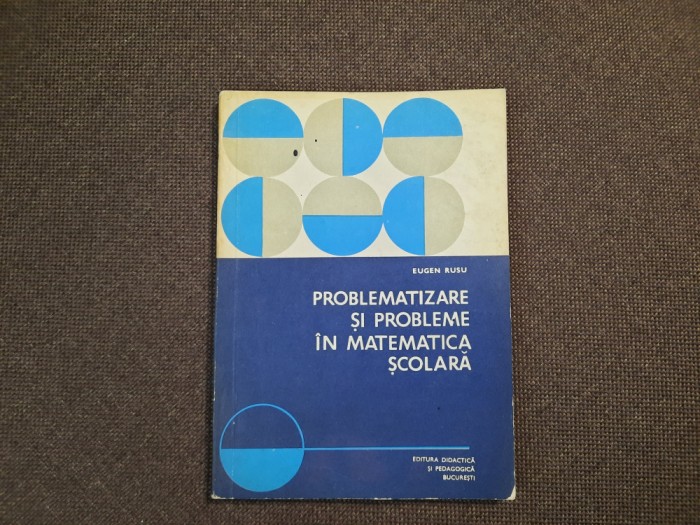 EUGEN RUSU
PROBLEMATIZARE
ȘI PROBLEME
ÎN MATEMATICA
ȘCOLARĂ
EDITURA DIDACTICĂ
ȘI PEDAGOGICĂ
BUCUREȘTI